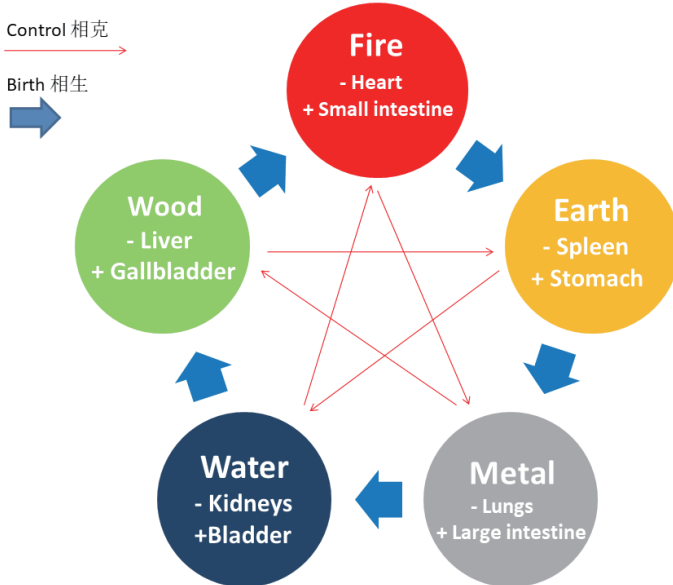 Control 相克
Birth 相生
Fire
- Heart
+ Small intestine
Wood
- Liver
+ Gallbladder
Earth
- Spleen
+ Stomach
Water
- Kidneys
+Bladder
Metal
- Lungs
+ Large intestine